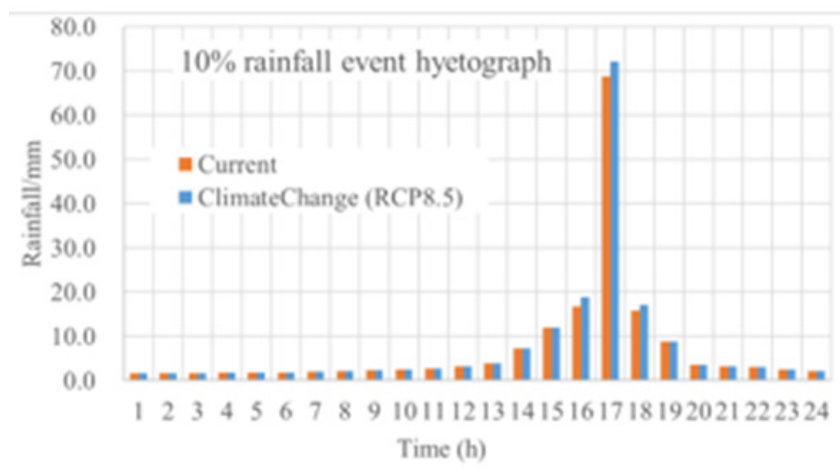 80.0
10% rainfall event hyetograph
70.0
60.0
50.0
Current
40.0
ClimateChange (RCP8.5)
30.0
20.0
10.0
0.0
Rainfall/mm
1 2 3 4 5 6 7 8 9 10 11 12 13 14 15 16 17 18 19 20 21 22 23 24
Time (h)